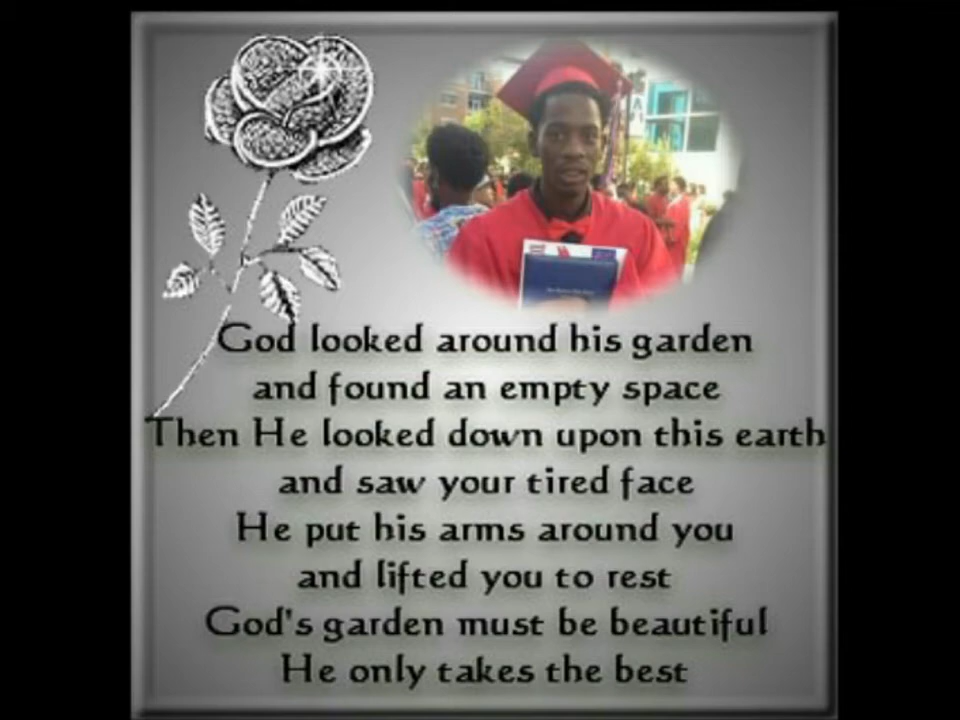 God looked around his garden
and found an empty space
Then He looked down upon this earth
and saw your tired face
He put his arms around you
and lifted you to rest
God's garden must be beautiful
He only takes the best